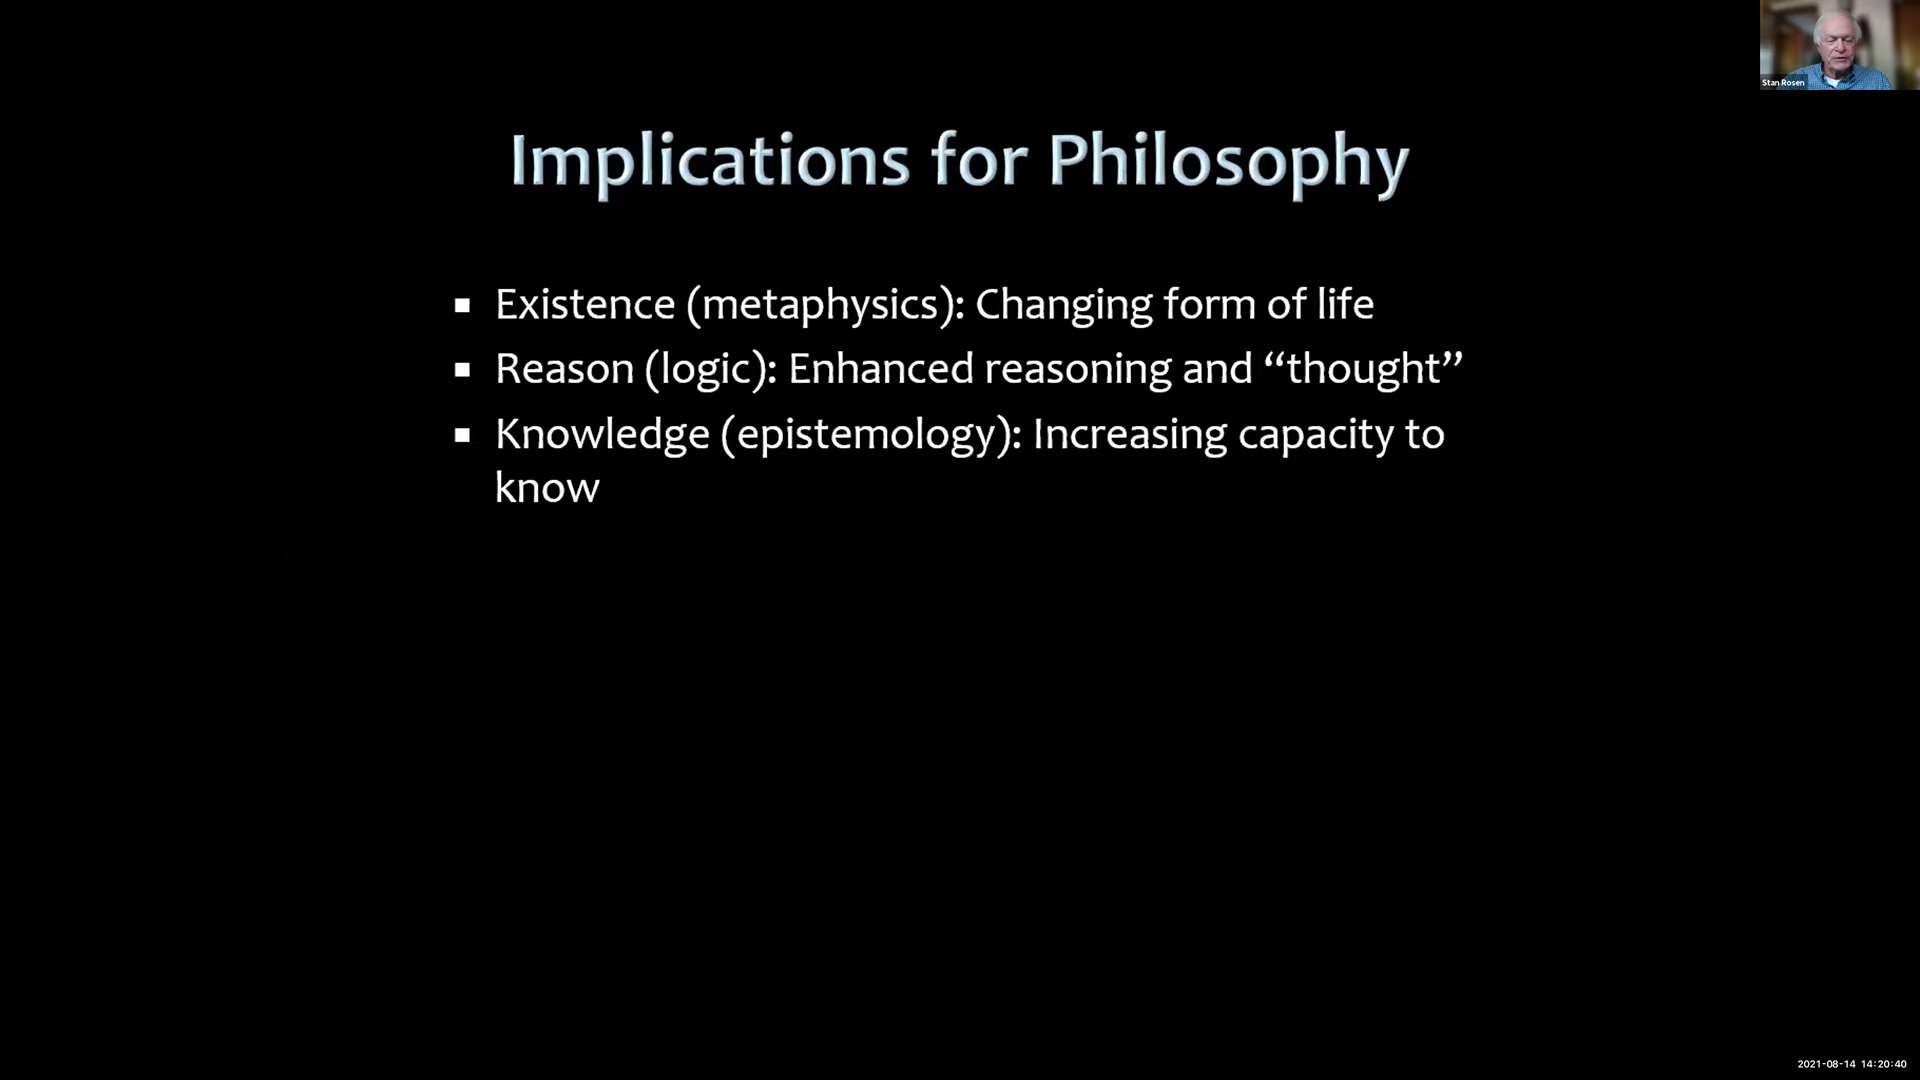 Stan Rosen
Implications for Philosophy
▪ Existence (metaphysics): Changing form of life
▪ Reason (logic): Enhanced reasoning and “thought”
▪ Knowledge (epistemology): Increasing capacity to
know
2021-08-14 14:20:40